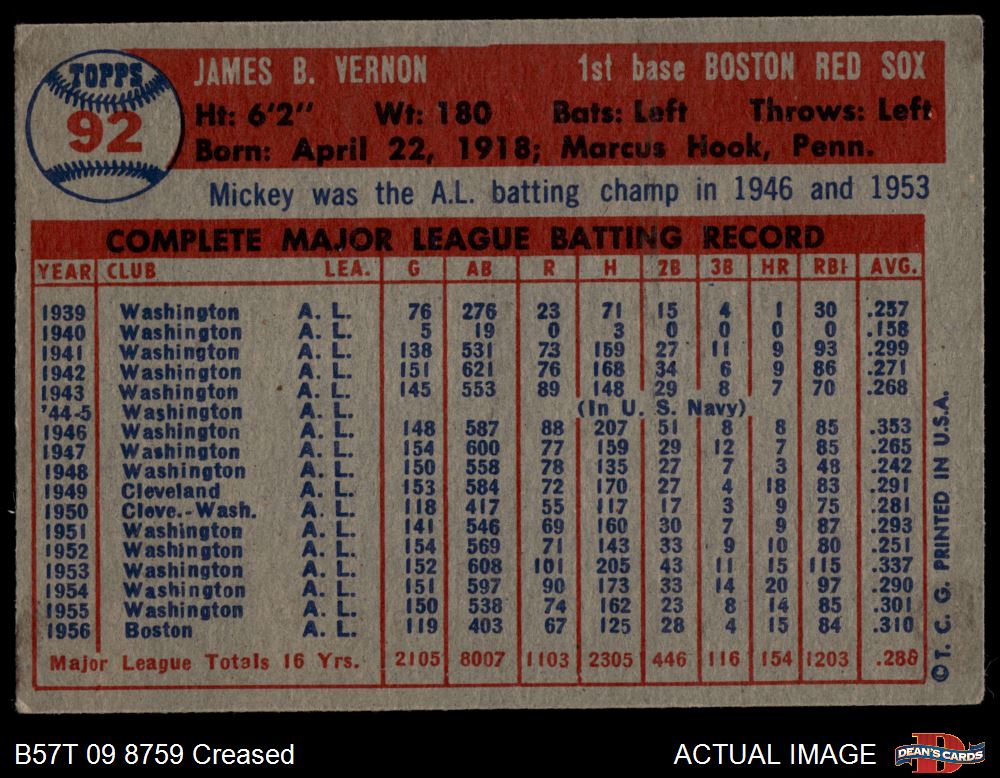 TOPPS
92
JAMES B. VERNON 1st base BOSTON RED SOX
Ht: 6'2" Wt: 180 Bats: Left Throws: Left
Born: April 22, 1918; Marcus Hook, Penn.
Mickey was the A.L. batting champ in 1946 and 1953
COMPLETE MAJOR LEAGUE BATTING RECORD
YEAR CLUB LEA. G AB R H 2B 3B HR RBI AVG.
1939 Washington A. L. 76 276 23 71 15 4 1 30 .257
1940 Washington A. L. 5 19 0 3 0 0 0 0 .158
1941 Washington A. L. 138 531 73 159 27 11 9 93 .299
1942 Washington A. L. 151 621 76 168 34 6 9 86 .271
1943 Washington A. L. 145 553 89 148 29 8 7 70 .268
'44-5 Washington A. L. (In U. S. Navy)
1946 Washington A. L. 148 587 88 207 51 8 8 85 .353
1947 Washington A. L. 154 600 77 159 29 12 7 85 .265
1948 Washington A. L. 150 558 78 135 27 7 3 48 .242
1949 Cleveland A. L. 153 584 72 170 27 4 18 83 .291
1950 Cleve.-Wash. A. L. 118 417 55 117 17 3 9 75 .281
1951 Washington A. L. 141 546 69 160 30 7 9 87 .293
1952 Washington A. L. 154 569 71 143 33 9 10 80 .251
1953 Washington A. L. 152 608 101 205 43 11 15 115 .337
1954 Washington A. L. 151 597 90 173 33 14 20 97 .290
1955 Washington A. L. 150 538 74 162 23 8 14 85 .301
1956 Boston A. L. 119 403 67 125 28 4 15 84 .310
Major League Totals 16 Yrs. 2105 8007 1103 2305 446 116 154 1203 .288
©T. C. G. PRINTED IN U.S.A.
B57T 09 8759 Creased ACTUAL IMAGE DEAN'S CARDS